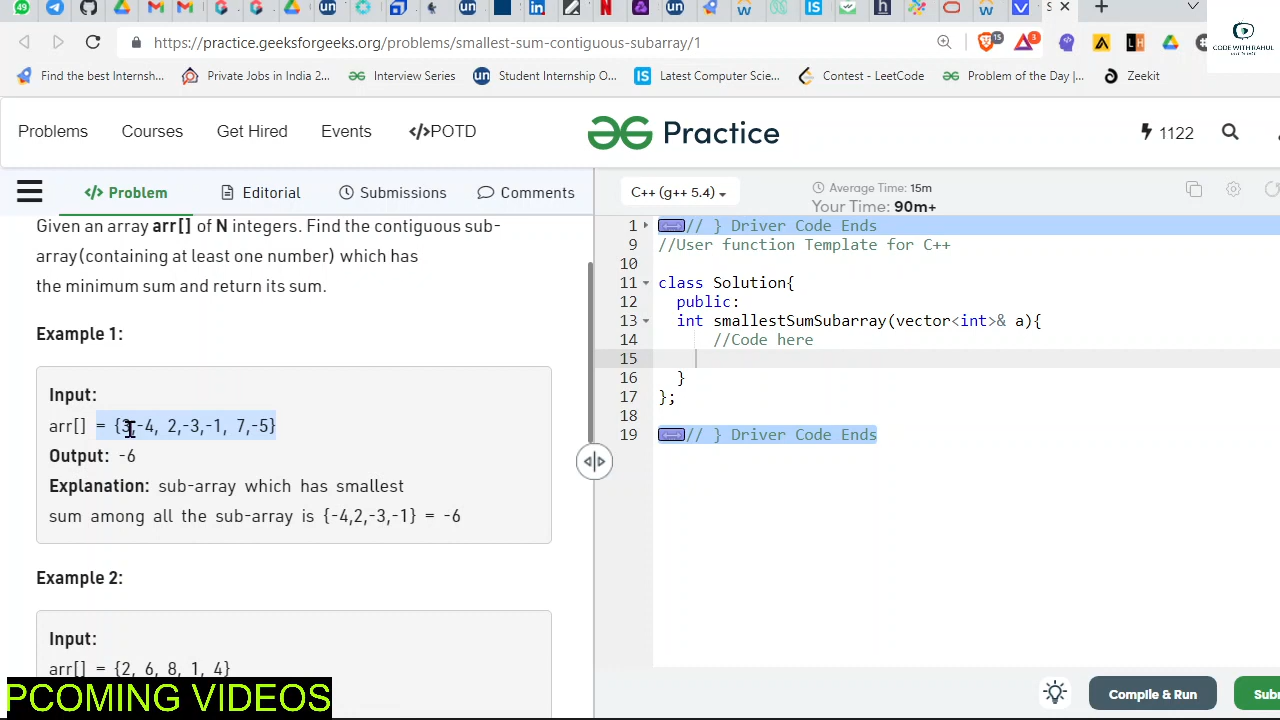 https://practice.geeksforgeeks.org/problems/smallest-sum-contiguous-subarray/1
Find the best Internsh... Private Jobs in India 2... Interview Series Student Internship O... Latest Computer Scie... Contest - LeetCode Problem of the Day |... Zeekit
CODE WITH RAHUL
Problems Courses Get Hired Events </>POTD Practice 1122
</> Problem Editorial Submissions Comments
C++ (g++ 5.4) Average Time: 15m
Your Time: 90m+
Given an array arr[] of N integers. Find the contiguous sub-
array(containing at least one number) which has
the minimum sum and return its sum.
Example 1:
Input:
arr[] = {3,-4, 2,-3,-1, 7,-5}
Output: -6
Explanation: sub-array which has smallest
sum among all the sub-array is {-4,2,-3,-1} = -6
Example 2:
Input:
arr[] = {2, 6, 8, 1, 4}
1 // } Driver Code Ends
9 //User function Template for C++
10
11 class Solution{
12 public:
13 int smallestSumSubarray(vector<int>& a){
14 //Code here
15
16 }
17 };
18
19 // } Driver Code Ends
Compile & Run Sub
PCOMING VIDEOS